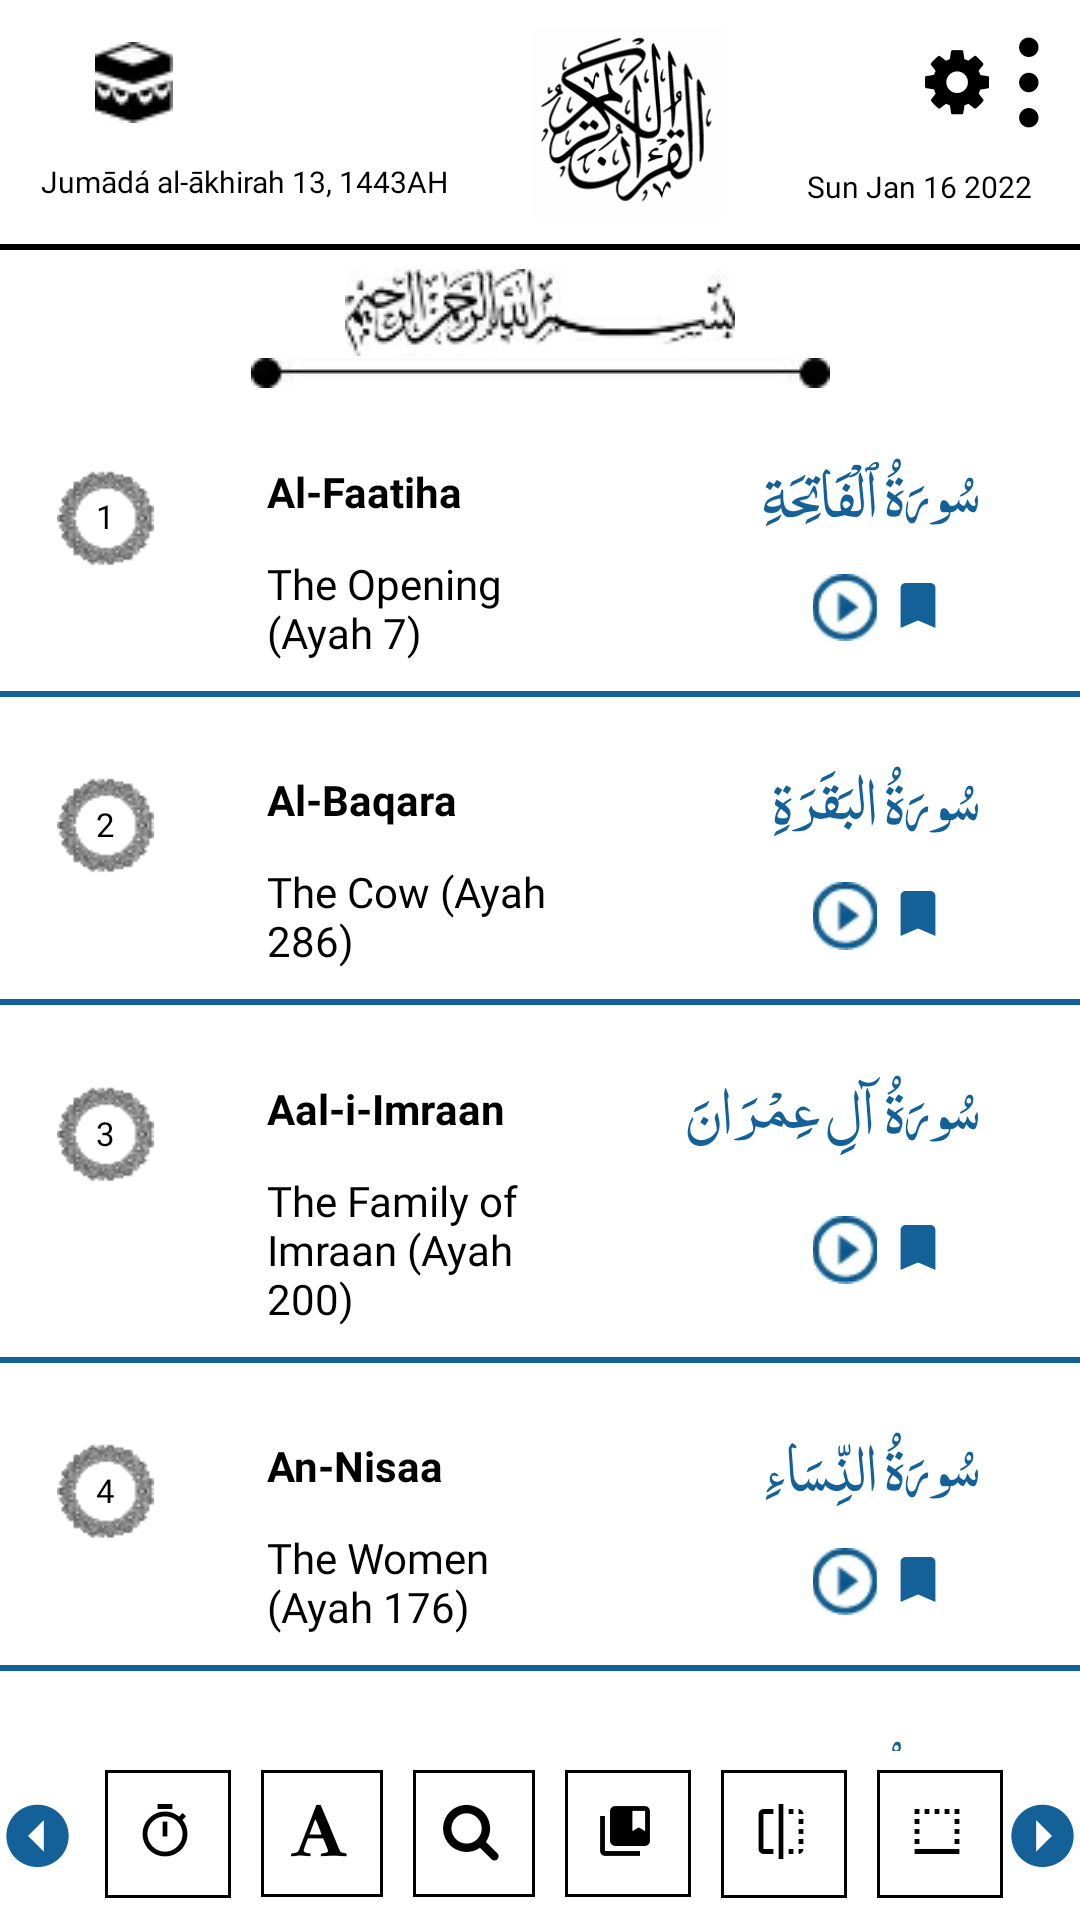 القرآن الكريم
Jumādá al-ākhirah 13, 1443AH
Sun Jan 16 2022
بسم الله الرحمن الرحيم
1
Al-Faatiha
سُورَةُ ٱلْفَاتِحَةِ
The Opening
(Ayah 7)
2
Al-Baqara
سُورَةُ البَقَرَةِ
The Cow (Ayah
286)
3
Aal-i-Imraan
سُورَةُ آلِ عِمْرَانَ
The Family of
Imraan (Ayah
200)
4
An-Nisaa
سُورَةُ النِّسَاءِ
The Women
(Ayah 176)
A